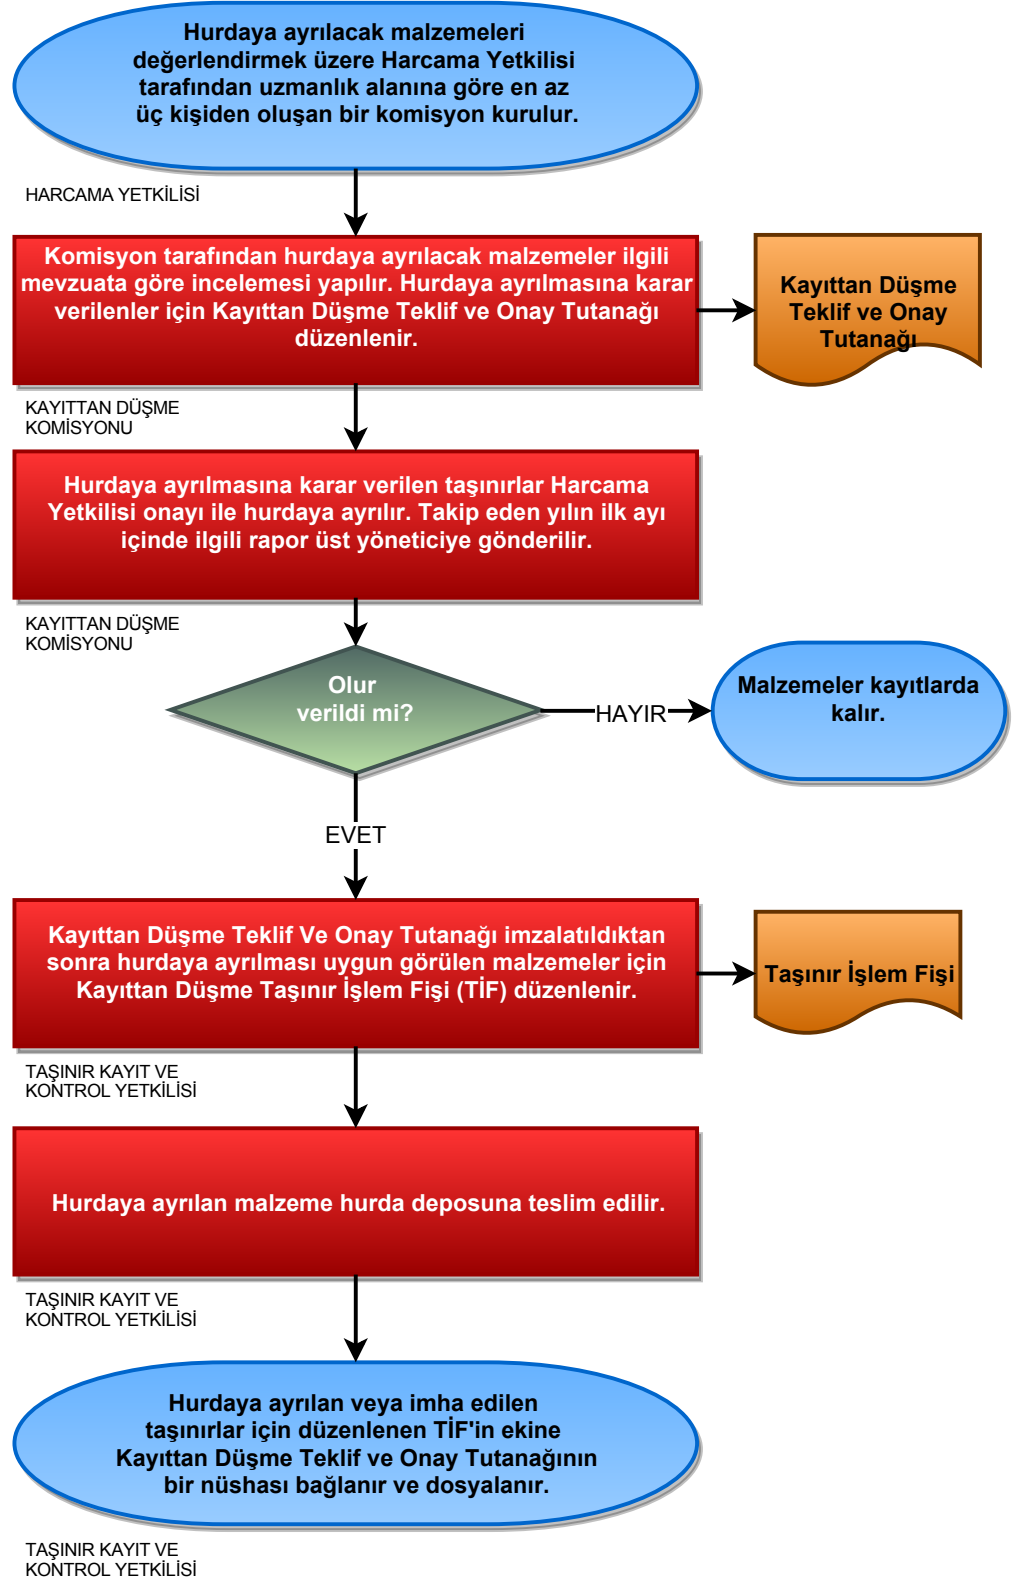 Hurdaya ayrılacak malzemeleri
değerlendirmek üzere Harcama Yetkilisi
tarafından uzmanlık alanına göre en az
üç kişiden oluşan bir komisyon kurulur.
HARCAMA YETKİLİSİ
Komisyon tarafından hurdaya ayrılacak malzemeler ilgili
mevzuata göre incelemesi yapılır. Hurdaya ayrılmasına karar
verilenler için Kayıttan Düşme Teklif ve Onay Tutanağı
düzenlenir.
Kayıttan Düşme
Teklif ve Onay
Tutanağı
KAYITTAN DÜŞME
KOMİSYONU
Hurdaya ayrılmasına karar verilen taşınırlar Harcama
Yetkilisi onayı ile hurdaya ayrılır. Takip eden yılın ilk ayı
içinde ilgili rapor üst yöneticiye gönderilir.
KAYITTAN DÜŞME
KOMİSYONU
Olur
verildi mi?
HAYIR
Malzemeler kayıtlarda
kalır.
EVET
Kayıttan Düşme Teklif Ve Onay Tutanağı imzalatıldıktan
sonra hurdaya ayrılması uygun görülen malzemeler için
Kayıttan Düşme Taşınır İşlem Fişi (TİF) düzenlenir.
Taşınır İşlem Fişi
TAŞINIR KAYIT VE
KONTROL YETKİLİSİ
Hurdaya ayrılan malzeme hurda deposuna teslim edilir.
TAŞINIR KAYIT VE
KONTROL YETKİLİSİ
Hurdaya ayrılan veya imha edilen
taşınırlar için düzenlenen TİF'in ekine
Kayıttan Düşme Teklif ve Onay Tutanağının
bir nüshası bağlanır ve dosyalanır.
TAŞINIR KAYIT VE
KONTROL YETKİLİSİ